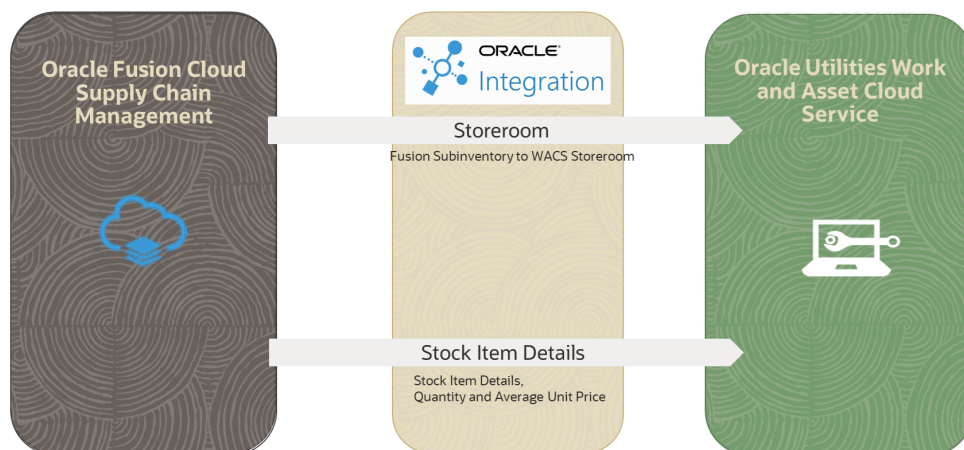 Oracle Fusion Cloud
Supply Chain
Management
ORACLE
Integration
Oracle Utilities Work
and Asset Cloud
Service
Storeroom
Fusion Subinventory to WACS Storeroom
Stock Item Details
Stock Item Details,
Quantity and Average Unit Price